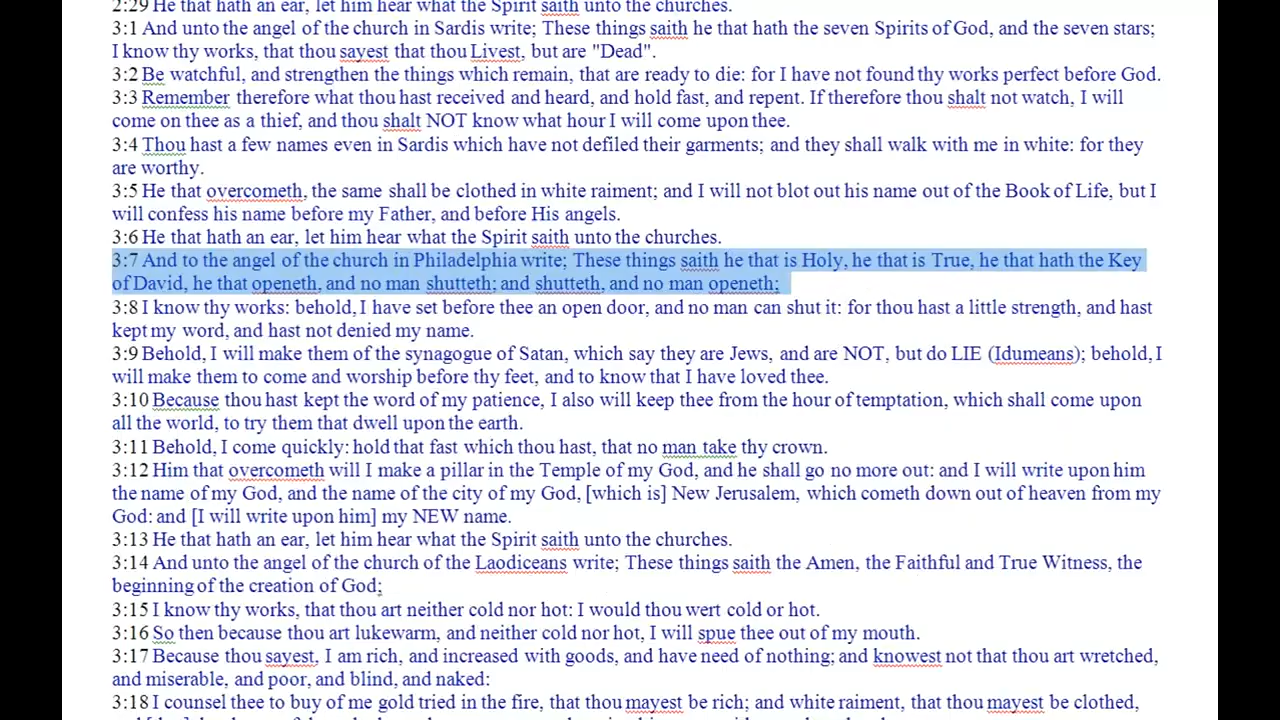 2:29 He that hath an ear, let him hear what the Spirit saith unto the churches.
3:1 And unto the angel of the church in Sardis write; These things saith he that hath the seven Spirits of God, and the seven stars;
I know thy works, that thou sayest that thou Livest, but are "Dead".
3:2 Be watchful, and strengthen the things which remain, that are ready to die: for I have not found thy works perfect before God.
3:3 Remember therefore what thou hast received and heard, and hold fast, and repent. If therefore thou shalt not watch, I will
come on thee as a thief, and thou shalt NOT know what hour I will come upon thee.
3:4 Thou hast a few names even in Sardis which have not defiled their garments; and they shall walk with me in white: for they
are worthy.
3:5 He that overcometh, the same shall be clothed in white raiment; and I will not blot out his name out of the Book of Life, but I
will confess his name before my Father, and before His angels.
3:6 He that hath an ear, let him hear what the Spirit saith unto the churches.
3:7 And to the angel of the church in Philadelphia write; These things saith he that is Holy, he that is True, he that hath the Key
of David, he that openeth, and no man shutteth; and shutteth, and no man openeth;
3:8 I know thy works: behold, I have set before thee an open door, and no man can shut it: for thou hast a little strength, and hast
kept my word, and hast not denied my name.
3:9 Behold, I will make them of the synagogue of Satan, which say they are Jews, and are NOT, but do LIE (Idumeans); behold, I
will make them to come and worship before thy feet, and to know that I have loved thee.
3:10 Because thou hast kept the word of my patience, I also will keep thee from the hour of temptation, which shall come upon
all the world, to try them that dwell upon the earth.
3:11 Behold, I come quickly: hold that fast which thou hast, that no man take thy crown.
3:12 Him that overcometh will I make a pillar in the Temple of my God, and he shall go no more out: and I will write upon him
the name of my God, and the name of the city of my God, [which is] New Jerusalem, which cometh down out of heaven from my
God: and [I will write upon him] my NEW name.
3:13 He that hath an ear, let him hear what the Spirit saith unto the churches.
3:14 And unto the angel of the church of the Laodiceans write; These things saith the Amen, the Faithful and True Witness, the
beginning of the creation of God;
3:15 I know thy works, that thou art neither cold nor hot: I would thou wert cold or hot.
3:16 So then because thou art lukewarm, and neither cold nor hot, I will spue thee out of my mouth.
3:17 Because thou sayest, I am rich, and increased with goods, and have need of nothing; and knowest not that thou art wretched,
and miserable, and poor, and blind, and naked:
3:18 I counsel thee to buy of me gold tried in the fire, that thou mayest be rich; and white raiment, that thou mayest be clothed,